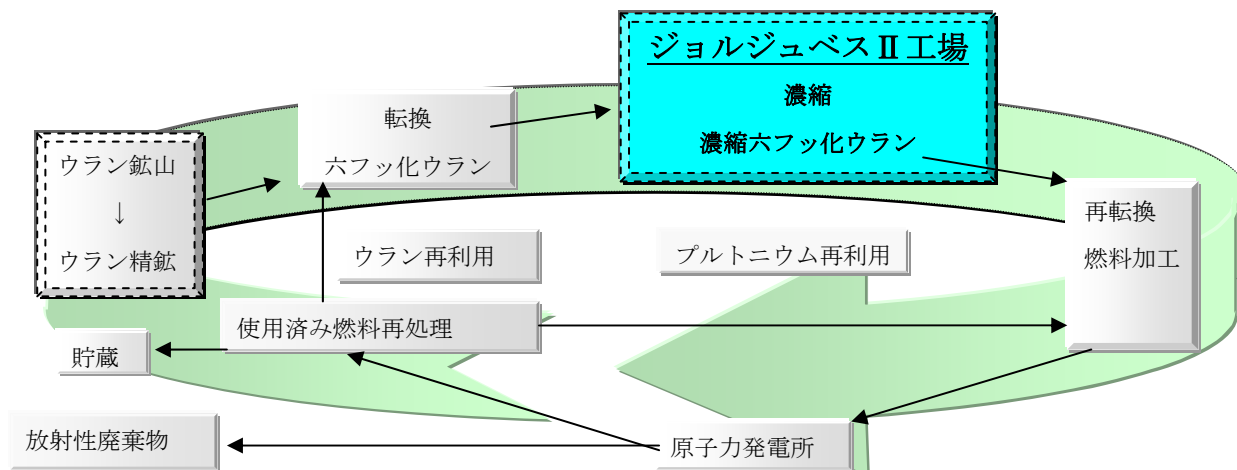 ジョルジュベスⅡ工場
濃縮
濃縮六フッ化ウラン
転換
六フッ化ウラン
ウラン鉱山
↓
ウラン精鉱
再転換
燃料加工
ウラン再利用
プルトニウム再利用
使用済み燃料再処理
貯蔵
放射性廃棄物
原子力発電所